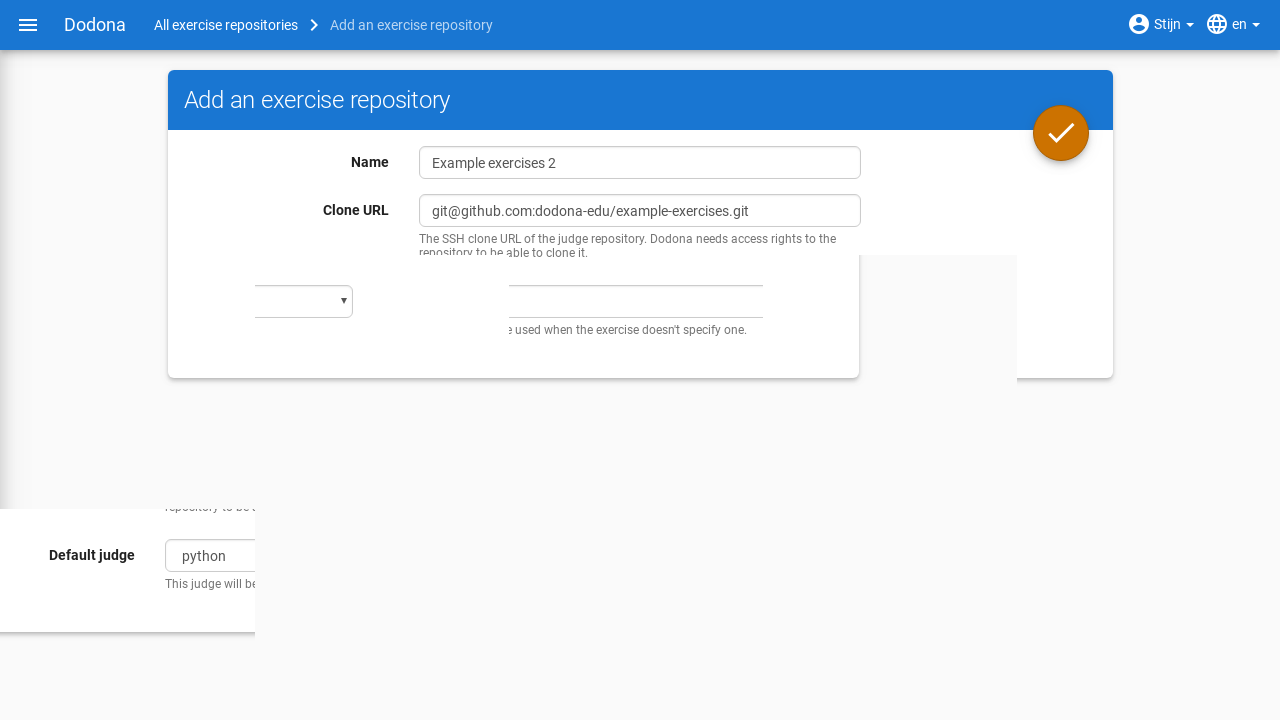 Dodona All exercise repositories Add an exercise repository Stijn en
Add an exercise repository
Name Example exercises 2
Clone URL git@github.com:dodona-edu/example-exercises.git
The SSH clone URL of the judge repository. Dodona needs access rights to the
repository to be able to clone it.
used when the exercise doesn't specify one.
repository to be
Default judge python
This judge will be